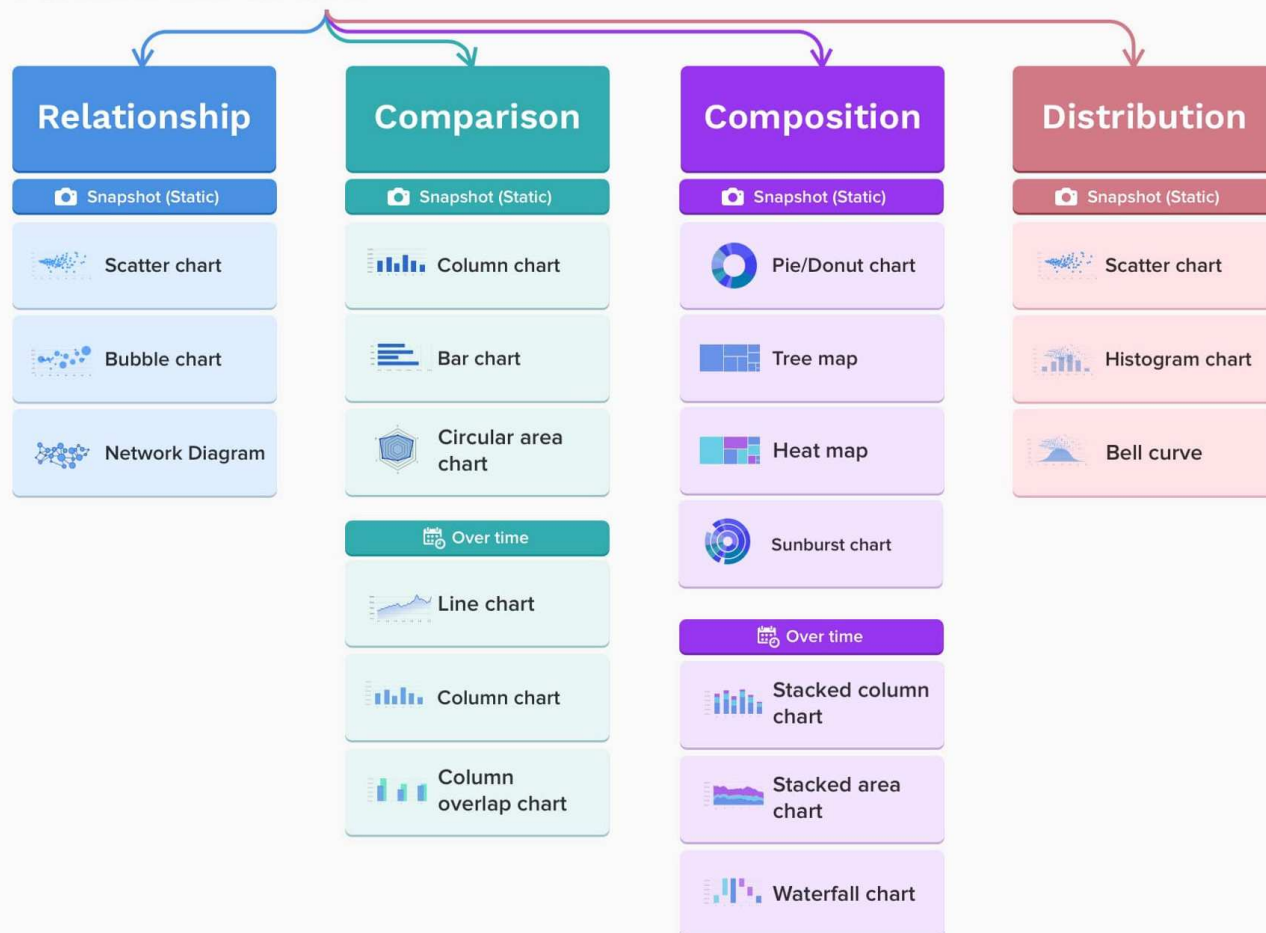 Relationship
Snapshot (Static)
Scatter chart
Bubble chart
Network Diagram
Comparison
Snapshot (Static)
Column chart
Bar chart
Circular area
chart
Over time
Line chart
Column chart
Column
overlap chart
Composition
Snapshot (Static)
Pie/Donut chart
Tree map
Heat map
Sunburst chart
Over time
Stacked column
chart
Stacked area
chart
Waterfall chart
Distribution
Snapshot (Static)
Scatter chart
Histogram chart
Bell curve